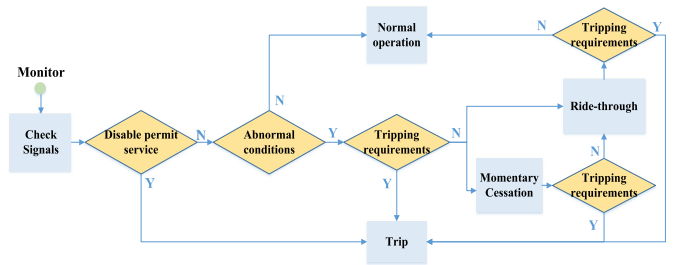 Normal
operation
N
Tripping
requirements
Y
Monitor
N
Ride-through
Check
Signals
Disable permit
service
N
Abnormal
conditions
Y
Tripping
requirements
N
N
Y
Y
Momentary
Cessation
Tripping
requirements
Y
Trip